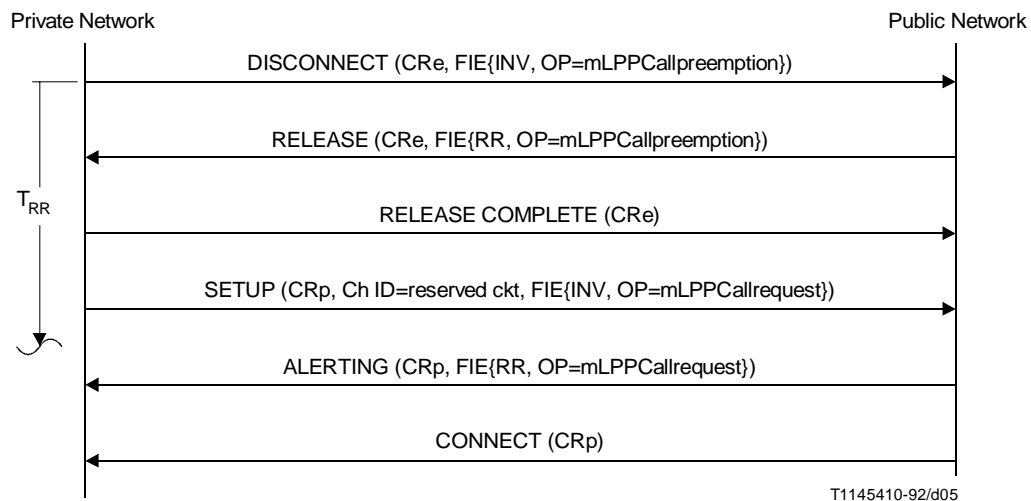 Private Network
Public Network
DISCONNECT (CRe, FIE{INV, OP=mLPPCallpreemption})
RELEASE (CRe, FIE{RR, OP=mLPPCallpreemption})
TRR
RELEASE COMPLETE (CRe)
SETUP (CRp, Ch ID=reserved ckt, FIE{INV, OP=mLPPCallrequest})
ALERTING (CRp, FIE{RR, OP=mLPPCallrequest})
CONNECT (CRp)
T1145410-92/d05